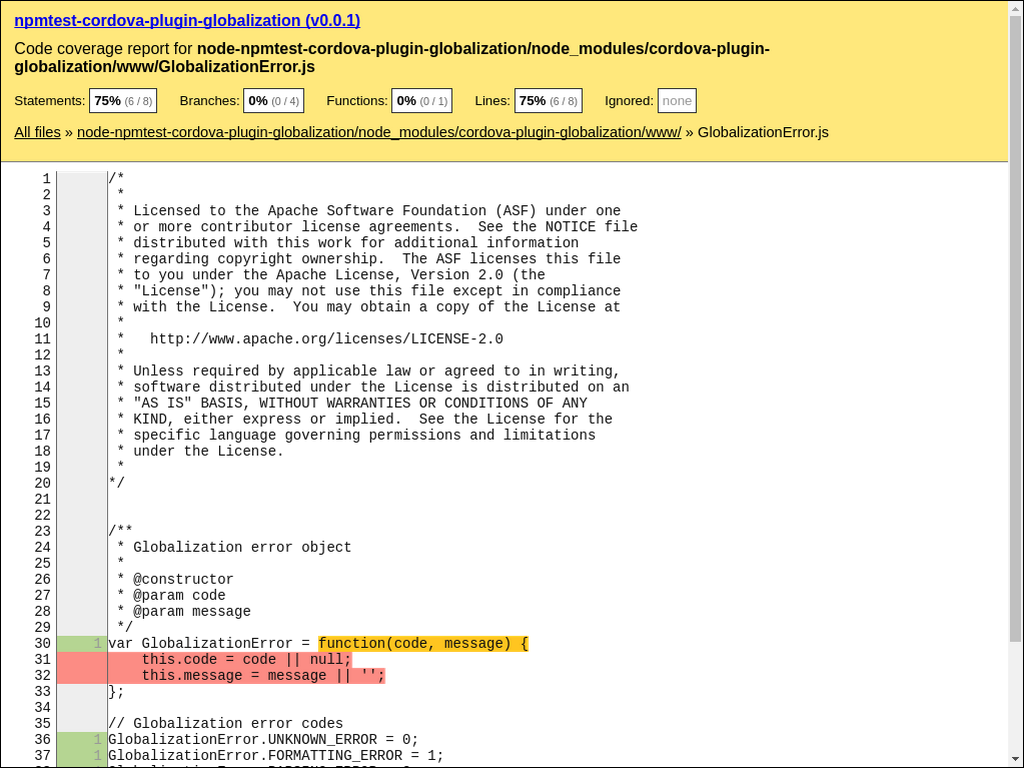 npmtest-cordova-plugin-globalization (v0.0.1)
Code coverage report for node-npmtest-cordova-plugin-globalization/node_modules/cordova-plugin-
globalization/www/GlobalizationError.js
Statements: 75% (6 / 8) Branches: 0% (0 / 4) Functions: 0% (0 / 1) Lines: 75% (6 / 8) Ignored: none
All files » node-npmtest-cordova-plugin-globalization/node_modules/cordova-plugin-globalization/www/ » GlobalizationError.js
1 /*
2  *
3  * Licensed to the Apache Software Foundation (ASF) under one
4  * or more contributor license agreements.  See the NOTICE file
5  * distributed with this work for additional information
6  * regarding copyright ownership.  The ASF licenses this file
7  * to you under the Apache License, Version 2.0 (the
8  * "License"); you may not use this file except in compliance
9  * with the License.  You may obtain a copy of the License at
10  *
11  *   http://www.apache.org/licenses/LICENSE-2.0
12  *
13  * Unless required by applicable law or agreed to in writing,
14  * software distributed under the License is distributed on an
15  * "AS IS" BASIS, WITHOUT WARRANTIES OR CONDITIONS OF ANY
16  * KIND, either express or implied.  See the License for the
17  * specific language governing permissions and limitations
18  * under the License.
19  *
20 */
21
22
23 /**
24  * Globalization error object
25  *
26  * @constructor
27  * @param code
28  * @param message
29  */
30 1 var GlobalizationError = function(code, message) {
31     this.code = code || null;
32     this.message = message || '';
33 };
34
35 // Globalization error codes
36 1 GlobalizationError.UNKNOWN_ERROR = 0;
37 1 GlobalizationError.FORMATTING_ERROR = 1;